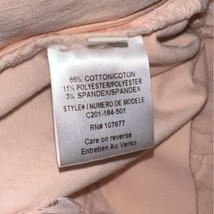 86% COTTON/COTON
11% POLYESTER/POLYESTER
3% SPANDEX/SPANDEX
STYLE# / NUMERO DE MODELE
C201-184-501
RN# 107677
Care on reverse
Entretien Au Verso